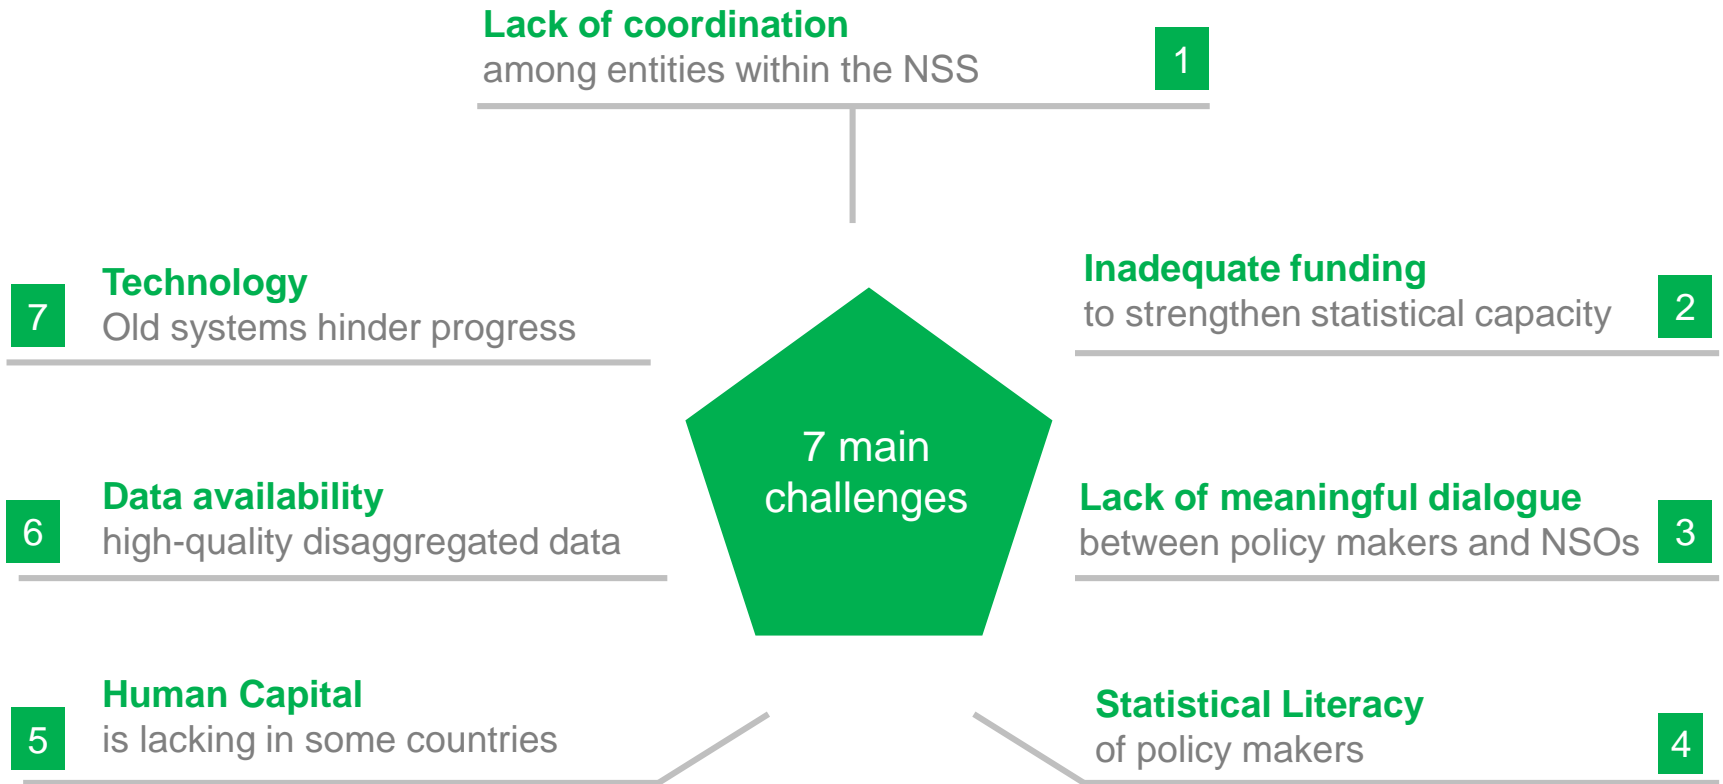 Lack of coordination
among entities within the NSS
1
Inadequate funding
to strengthen statistical capacity
2
Lack of meaningful dialogue
between policy makers and NSOs
3
Statistical Literacy
of policy makers
4
Human Capital
is lacking in some countries
5
Data availability
high-quality disaggregated data
6
Technology
Old systems hinder progress
7
7 main
challenges